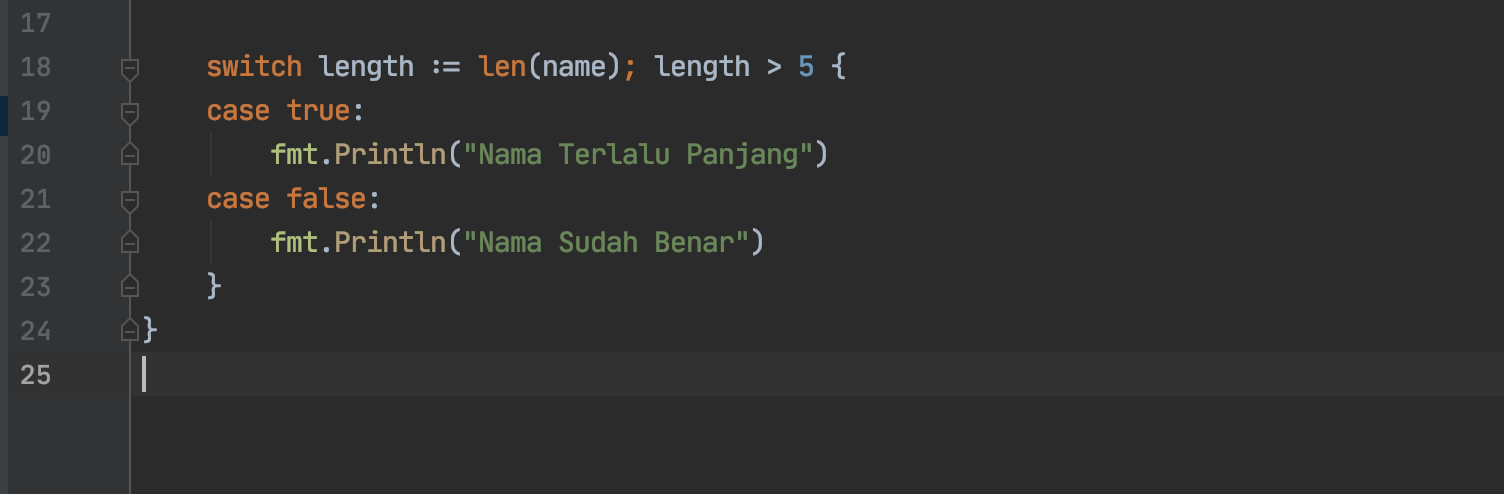 17
18 switch length := len(name); length > 5 {
19 case true:
20 fmt.Println("Nama Terlalu Panjang")
21 case false:
22 fmt.Println("Nama Sudah Benar")
23 }
24 }
25